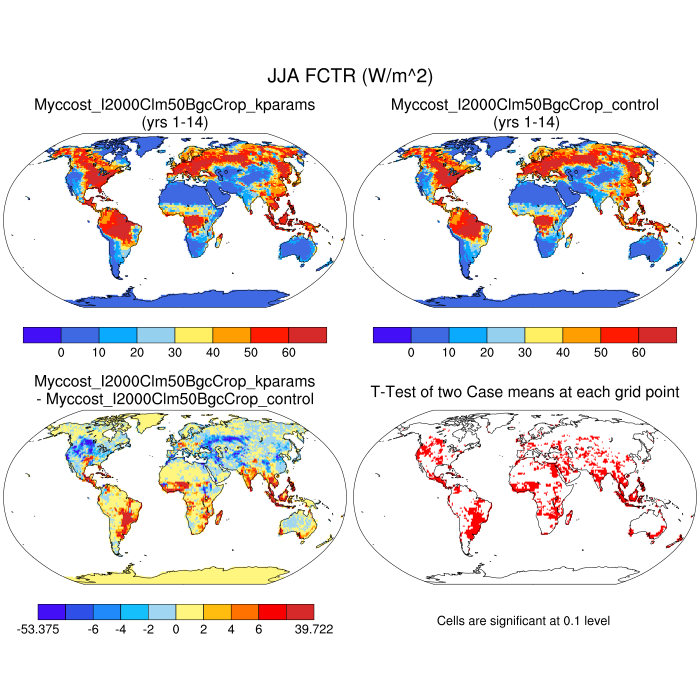 JJA FCTR (W/m^2)
Myccost_I2000Clm50BgcCrop_kparams
(yrs 1-14)
Myccost_I2000Clm50BgcCrop_control
(yrs 1-14)
0 10 20 30 40 50 60
0 10 20 30 40 50 60
Myccost_I2000Clm50BgcCrop_kparams
- Myccost_I2000Clm50BgcCrop_control
T-Test of two Case means at each grid point
-53.375 -6 -4 -2 0 2 4 6 39.722
Cells are significant at 0.1 level